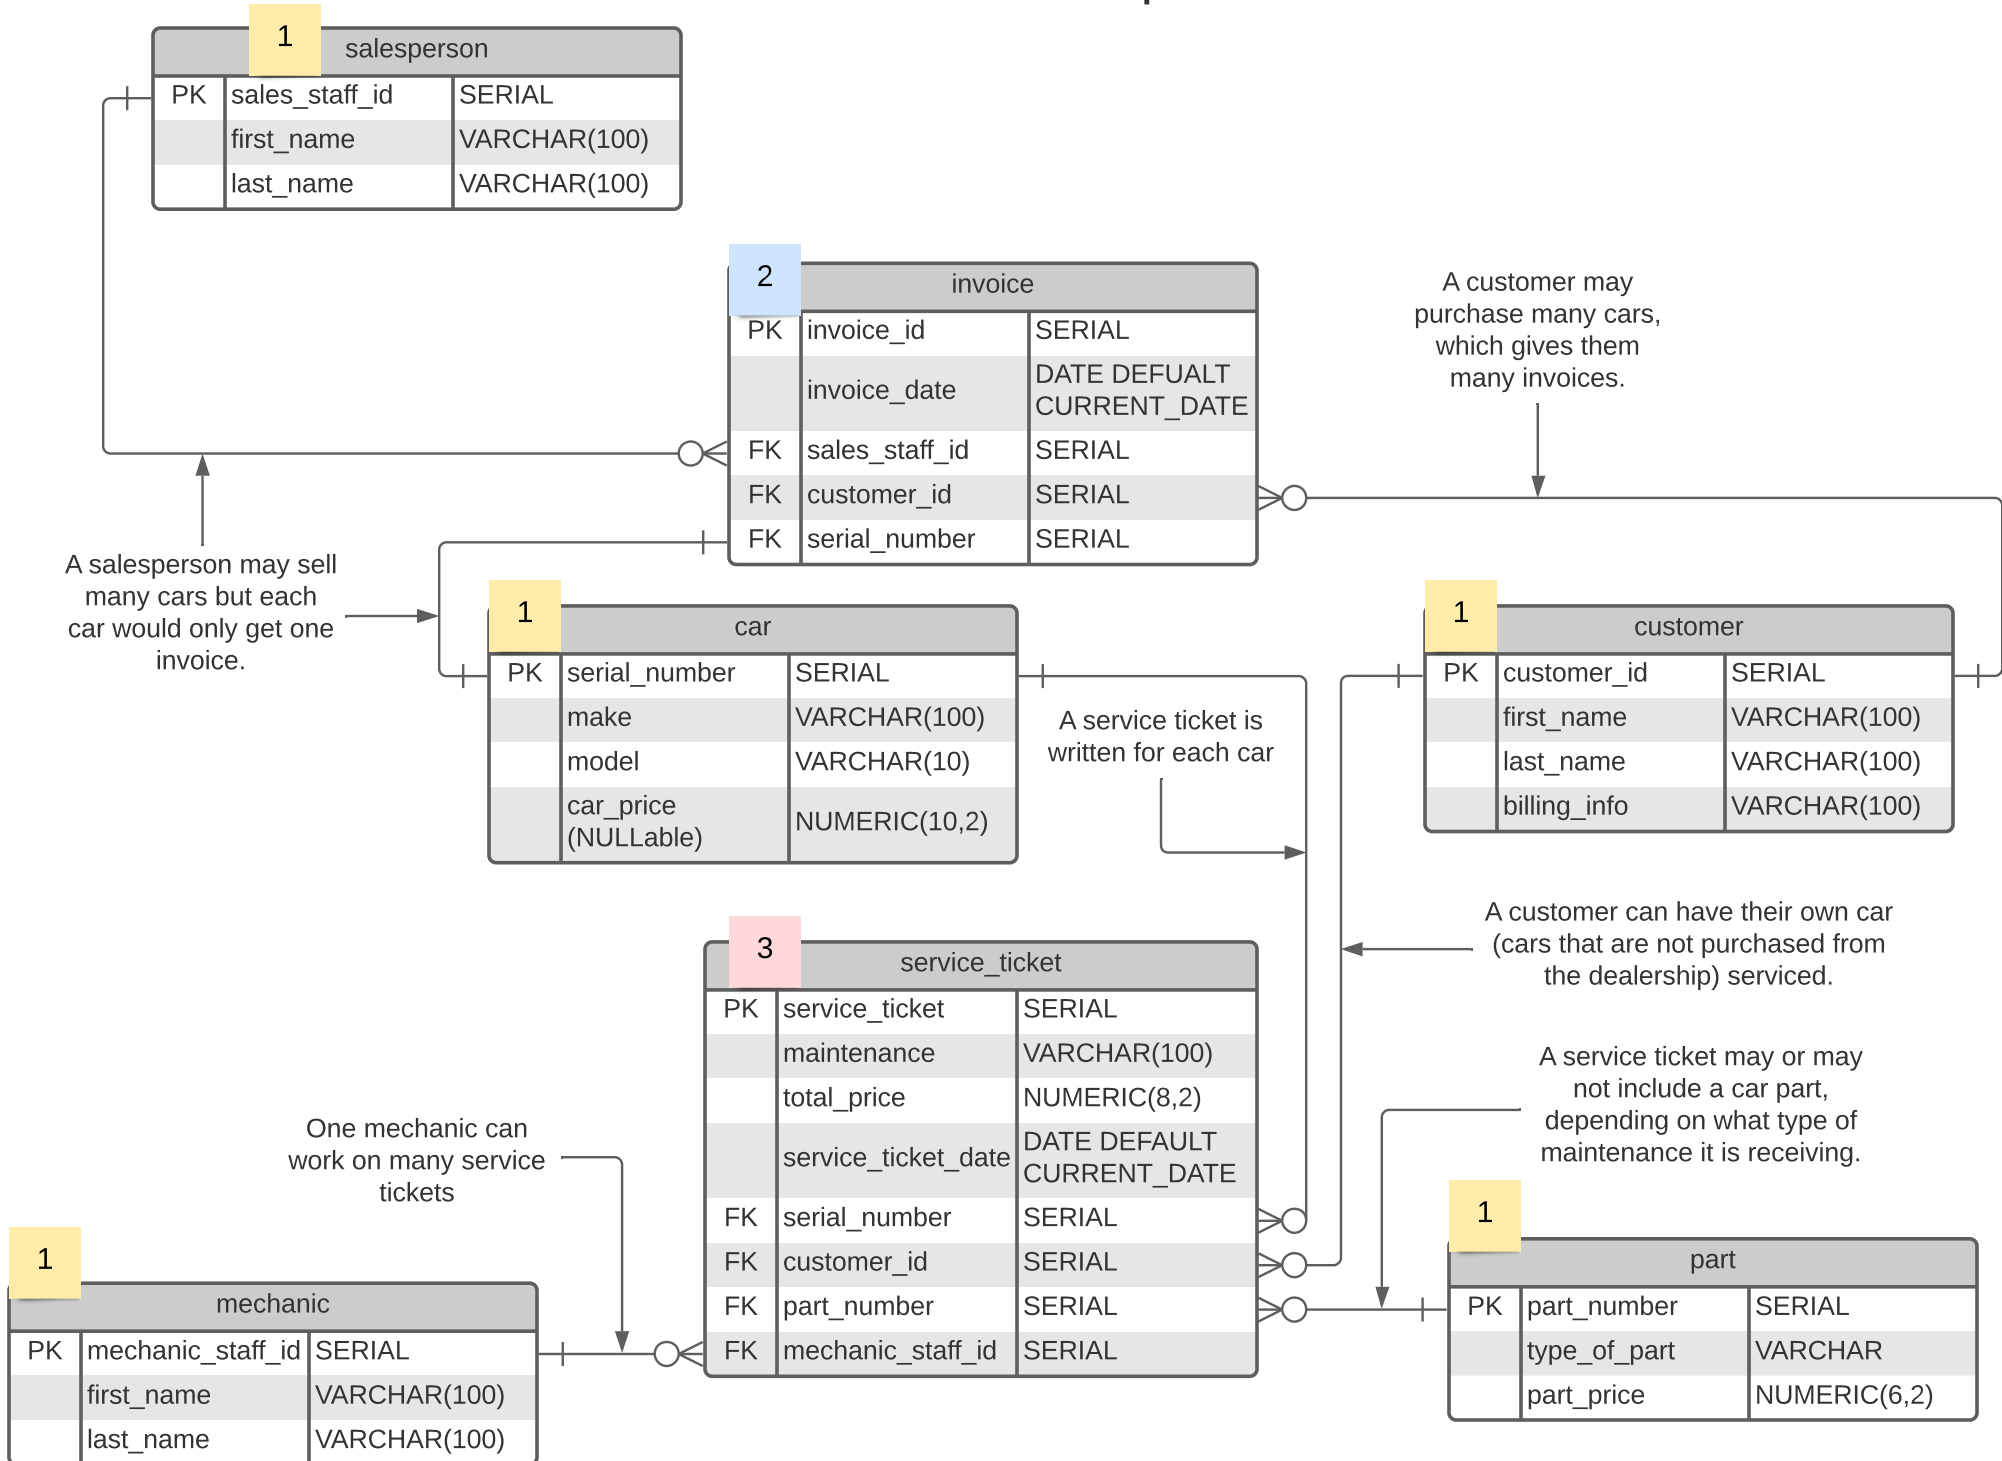 1
salesperson
PK sales_staff_id SERIAL
first_name VARCHAR(100)
last_name VARCHAR(100)
2
invoice
PK invoice_id SERIAL
invoice_date DATE DEFUALT
CURRENT_DATE
FK sales_staff_id SERIAL
FK customer_id SERIAL
FK serial_number SERIAL
A customer may
purchase many cars,
which gives them
many invoices.
A salesperson may sell
many cars but each
car would only get one
invoice.
1
car
PK serial_number SERIAL
make VARCHAR(100)
model VARCHAR(10)
car_price
(NULLable) NUMERIC(10,2)
A service ticket is
written for each car
1
customer
PK customer_id SERIAL
first_name VARCHAR(100)
last_name VARCHAR(100)
billing_info VARCHAR(100)
A customer can have their own car
(cars that are not purchased from
the dealership) serviced.
3
service_ticket
PK service_ticket SERIAL
maintenance VARCHAR(100)
total_price NUMERIC(8,2)
service_ticket_date DATE DEFAULT
CURRENT_DATE
FK serial_number SERIAL
FK customer_id SERIAL
FK part_number SERIAL
FK mechanic_staff_id SERIAL
A service ticket may or may
not include a car part,
depending on what type of
maintenance it is receiving.
One mechanic can
work on many service
tickets
1
mechanic
PK mechanic_staff_id SERIAL
first_name VARCHAR(100)
last_name VARCHAR(100)
1
part
PK part_number SERIAL
type_of_part VARCHAR
part_price NUMERIC(6,2)